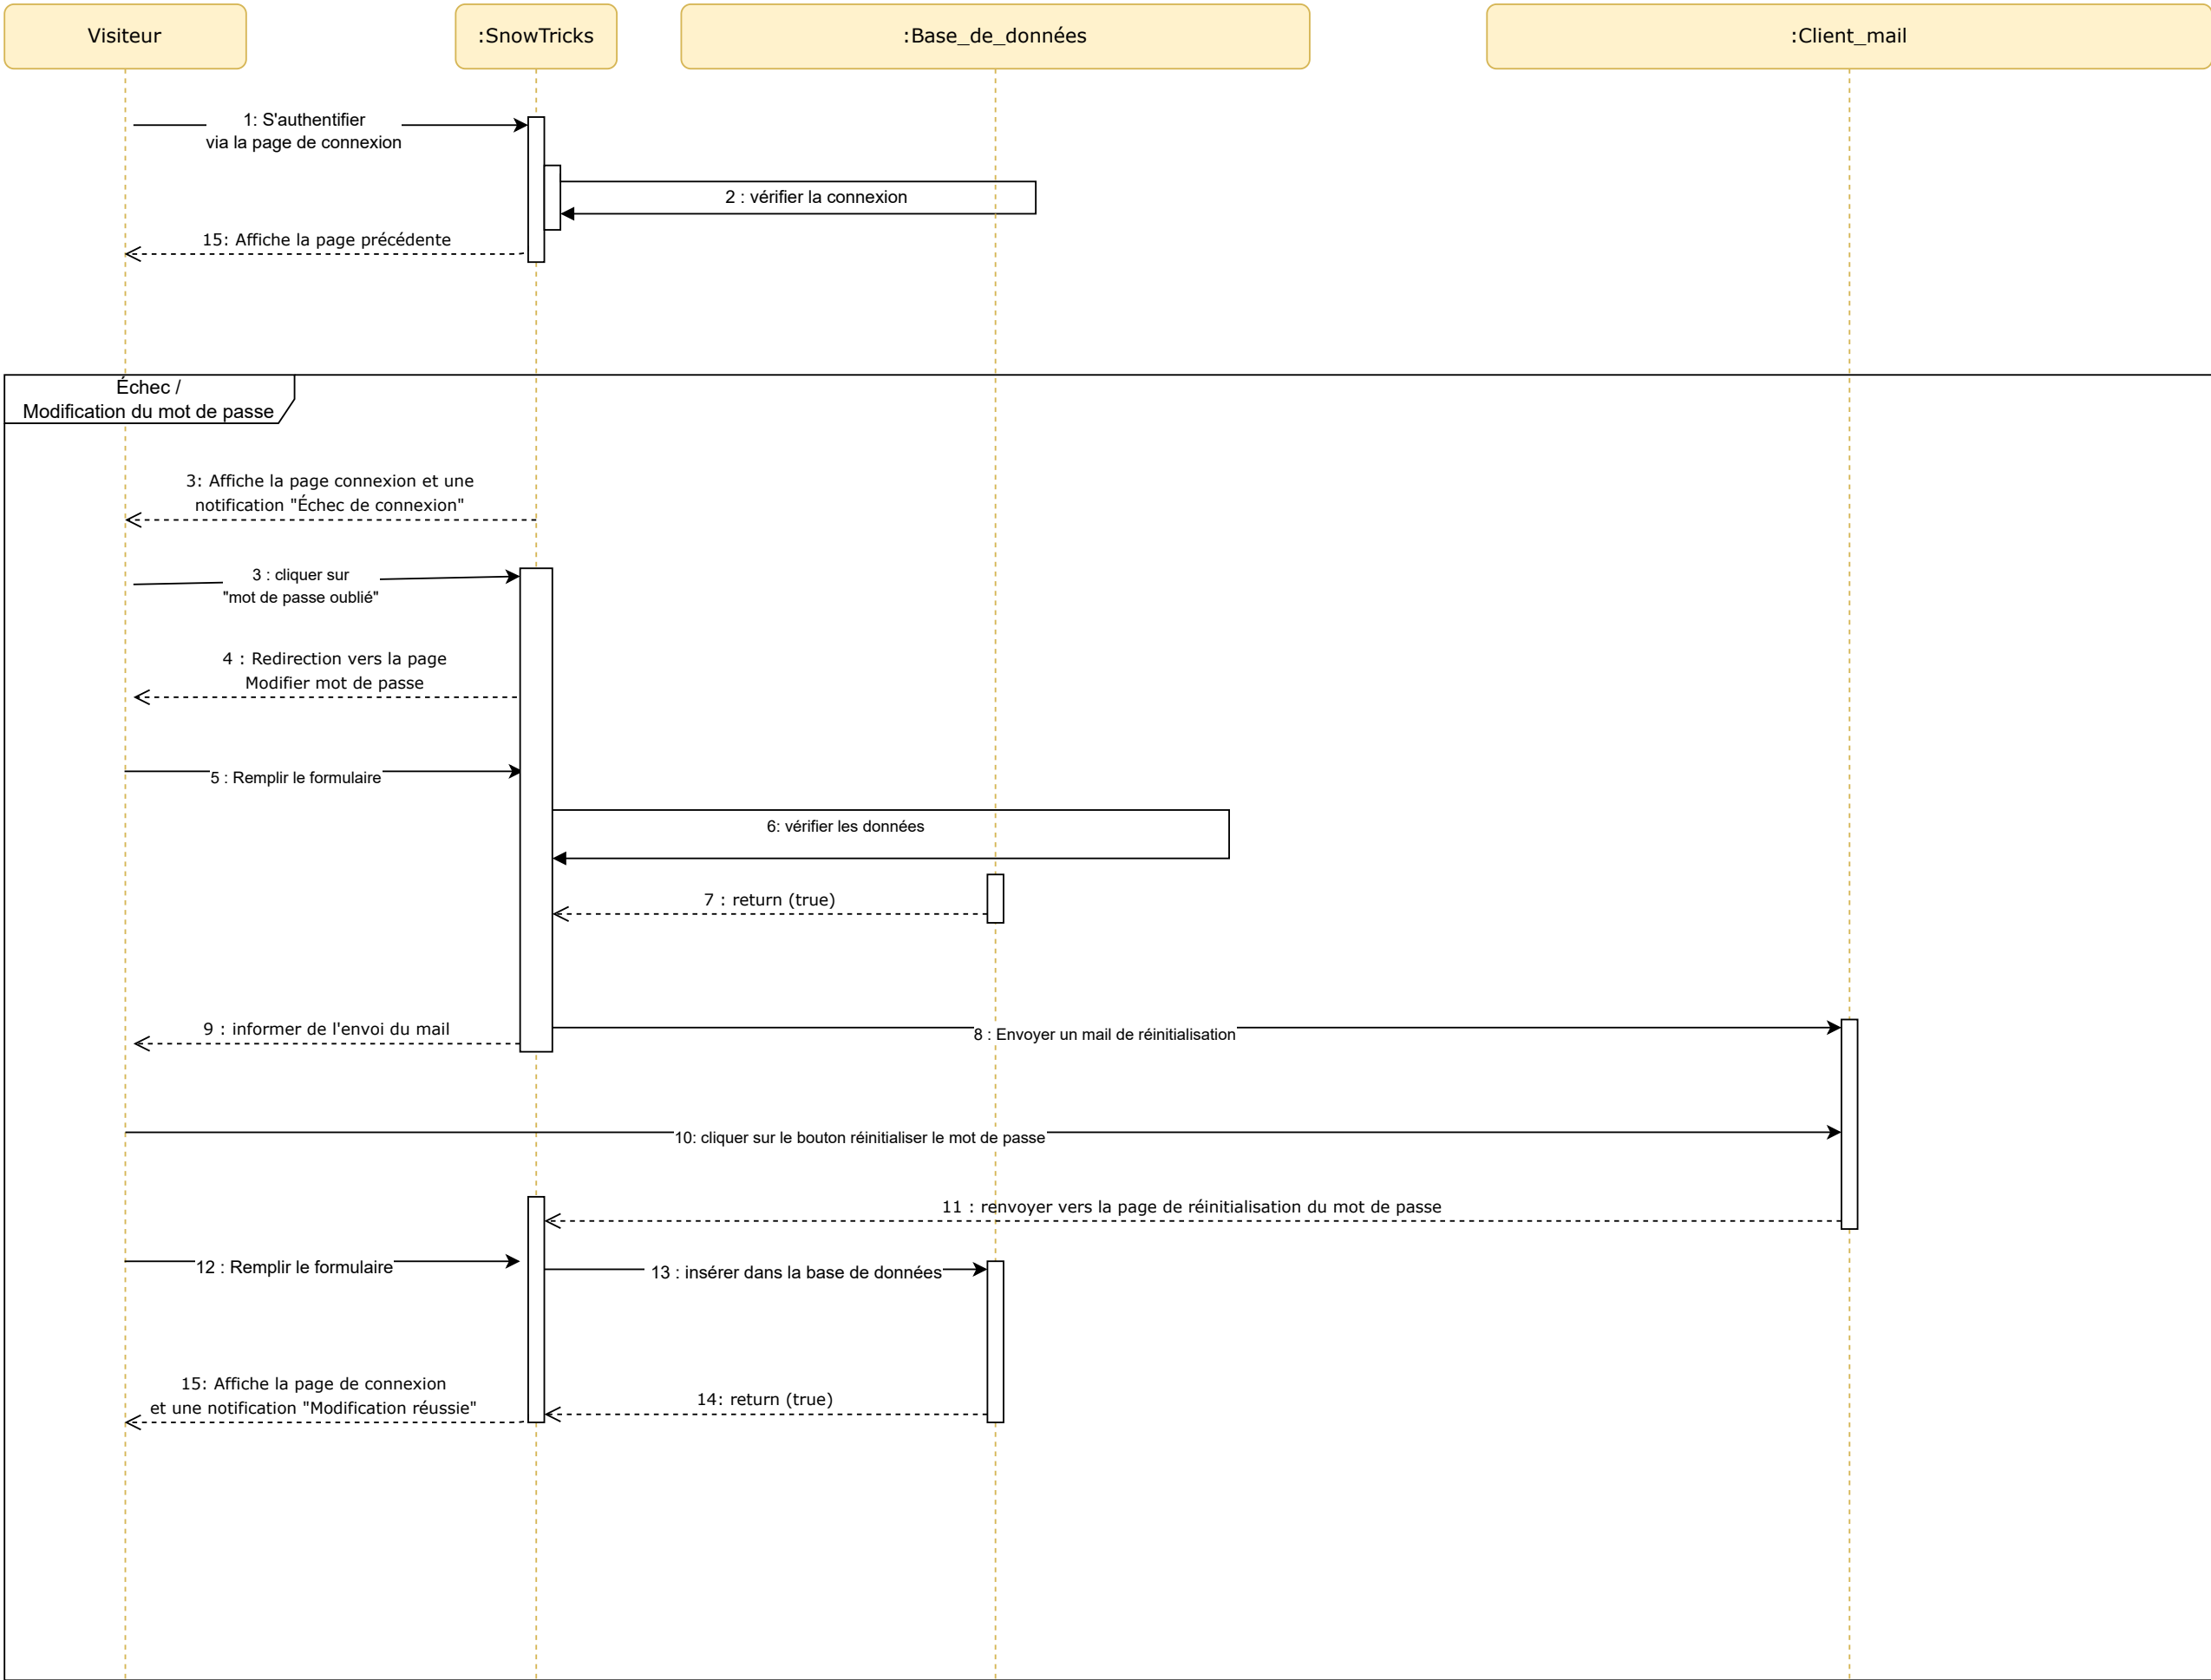 Visiteur
:SnowTricks
:Base_de_données
:Client_mail
1: S'authentifier
via la page de connexion
2 : vérifier la connexion
15: Affiche la page précédente
Échec /
Modification du mot de passe
3: Affiche la page connexion et une
notification "Échec de connexion"
3 : cliquer sur
"mot de passe oublié"
4 : Redirection vers la page
Modifier mot de passe
5 : Remplir le formulaire
6: vérifier les données
7 : return (true)
9 : informer de l'envoi du mail
8 : Envoyer un mail de réinitialisation
10: cliquer sur le bouton réinitialiser le mot de passe
11 : renvoyer vers la page de réinitialisation du mot de passe
12 : Remplir le formulaire
13 : insérer dans la base de données
15: Affiche la page de connexion
et une notification "Modification réussie"
14: return (true)